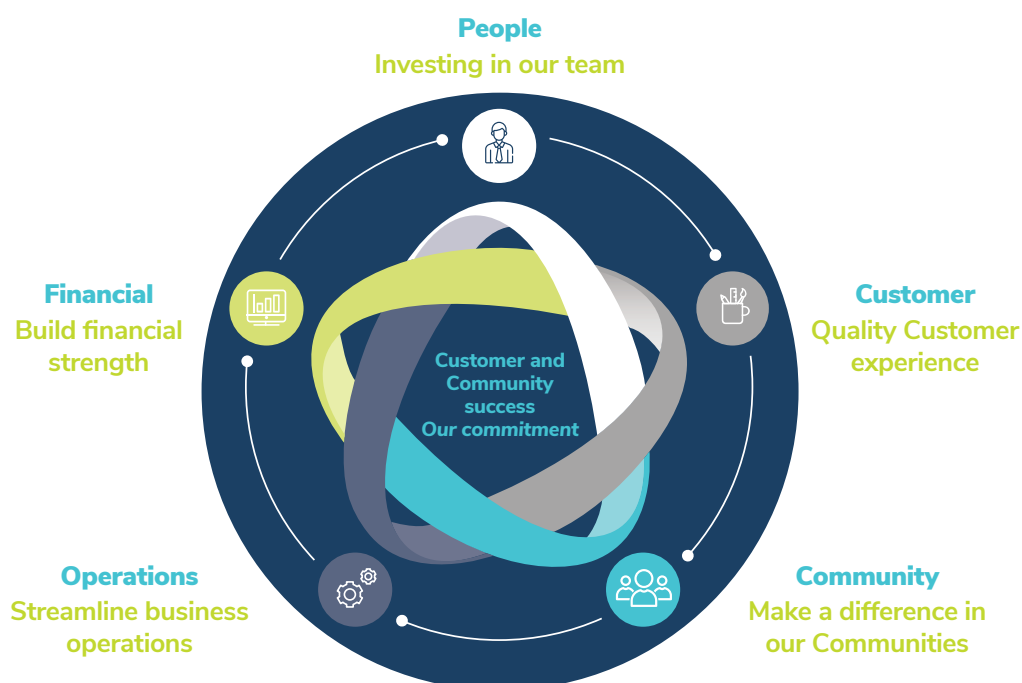 People
Investing in our team
Financial
Build financial
strength
Customer
Quality Customer
experience
Customer and
Community
success
Our commitment
Operations
Streamline business
operations
Community
Make a difference in
our Communities